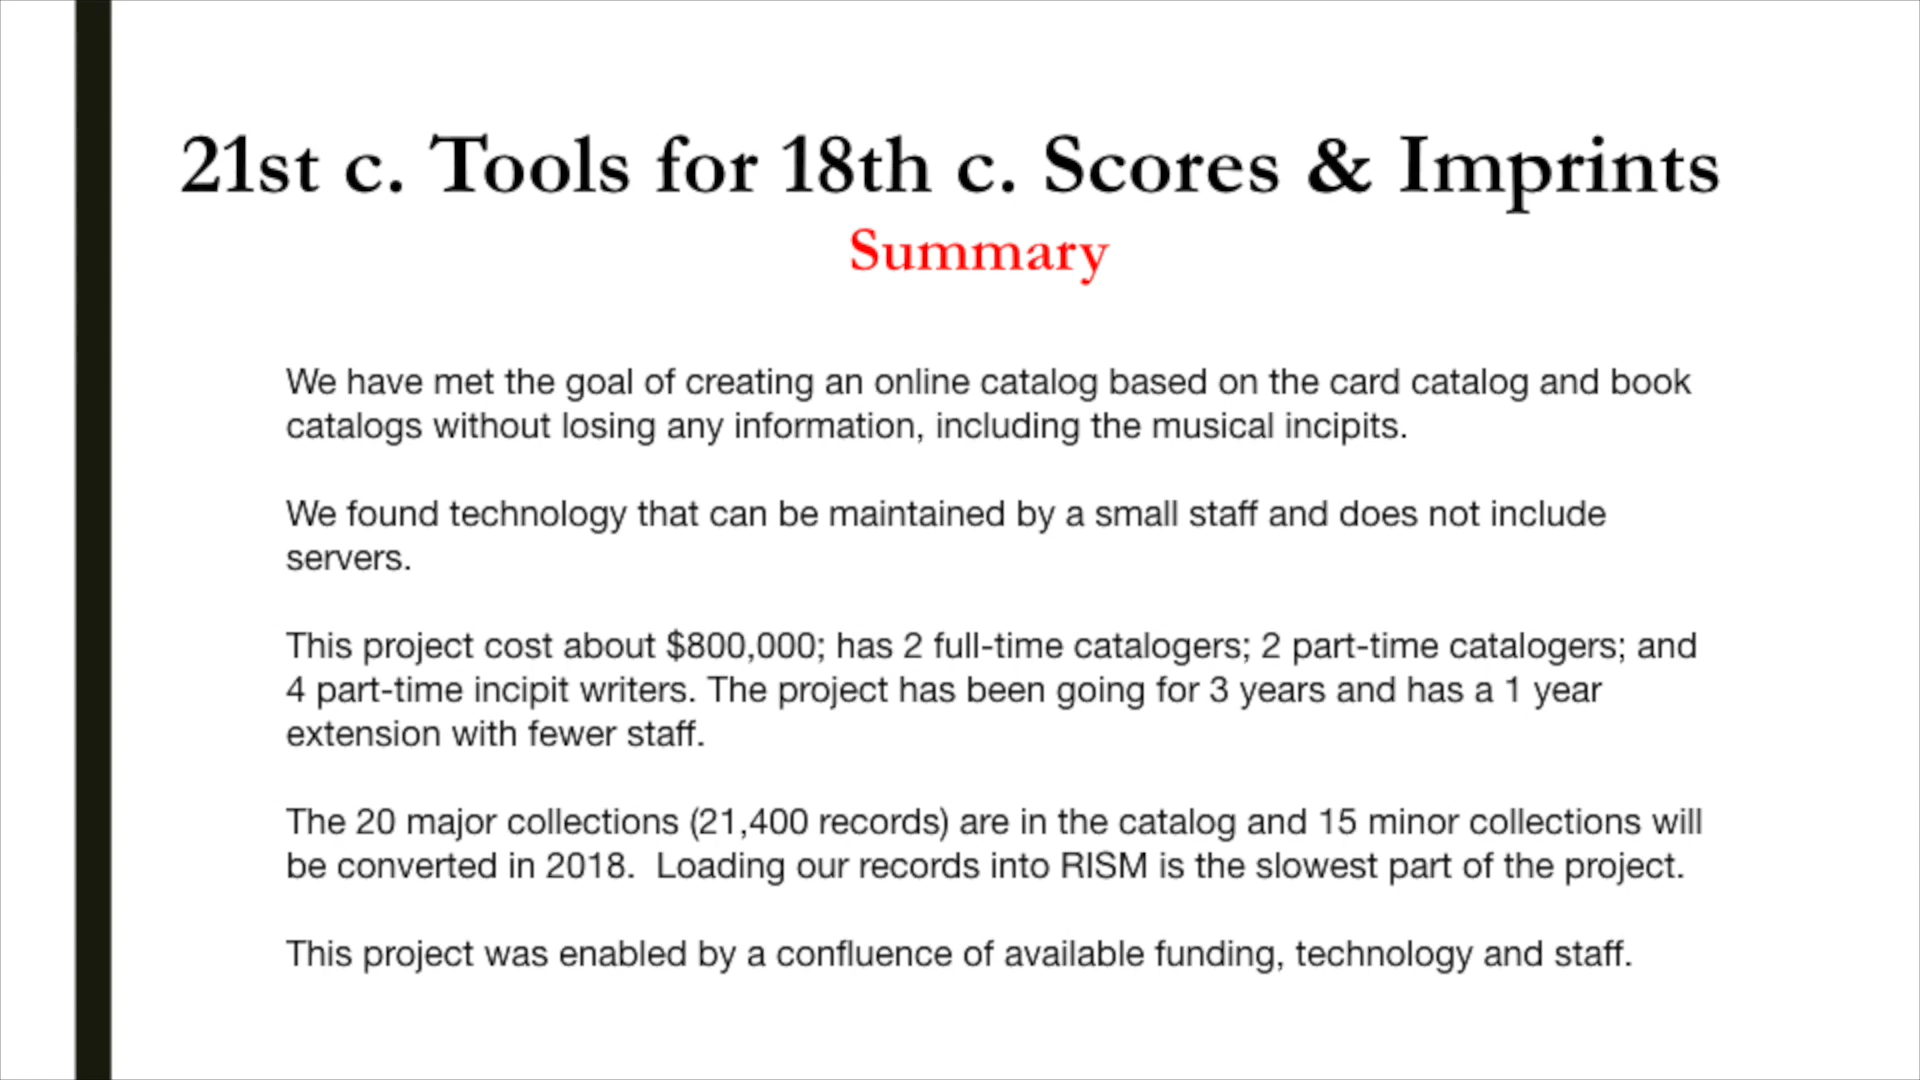 21st c. Tools for 18th c. Scores & Imprints
Summary
We have met the goal of creating an online catalog based on the card catalog and book
catalogs without losing any information, including the musical incipits.
We found technology that can be maintained by a small staff and does not include
servers.
This project cost about $800,000; has 2 full-time catalogers; 2 part-time catalogers; and
4 part-time incipit writers. The project has been going for 3 years and has a 1 year
extension with fewer staff.
The 20 major collections (21,400 records) are in the catalog and 15 minor collections will
be converted in 2018.  Loading our records into RISM is the slowest part of the project.
This project was enabled by a confluence of available funding, technology and staff.